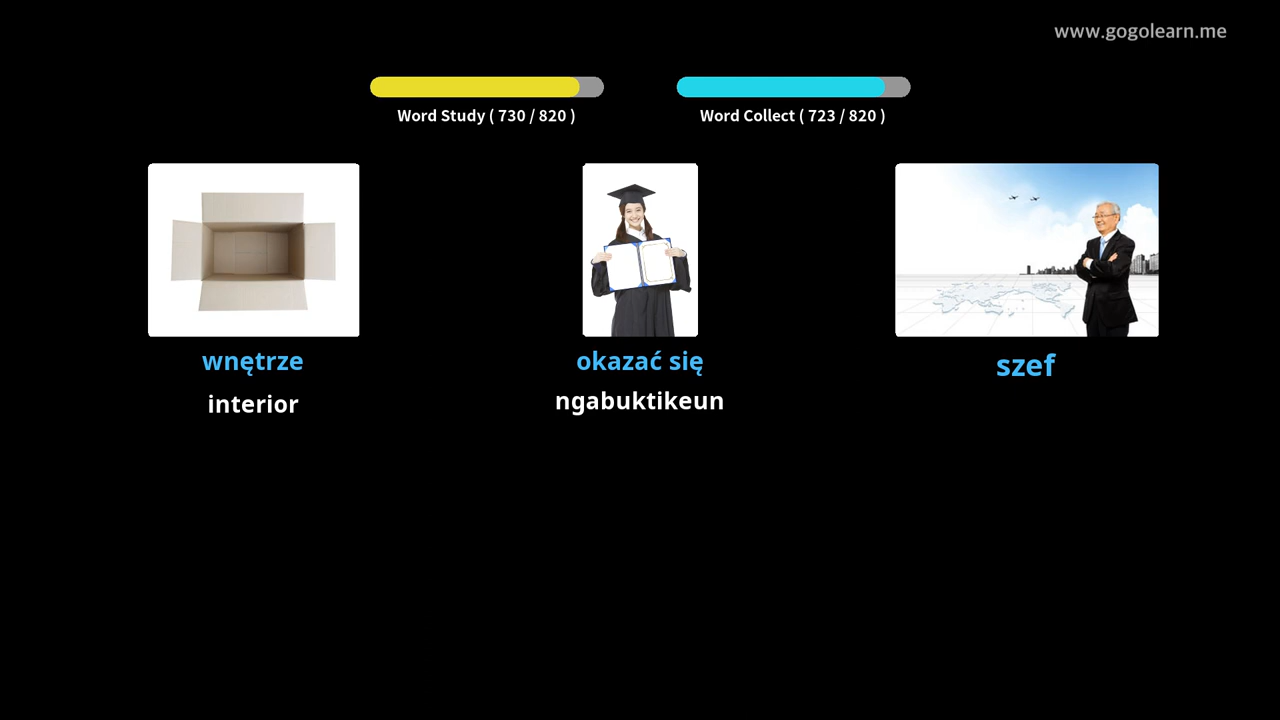 www.gogolearn.me
Word Study ( 730 / 820 )
Word Collect ( 723 / 820 )
wnętrze
interior
okazać się
ngabuktikeun
szef